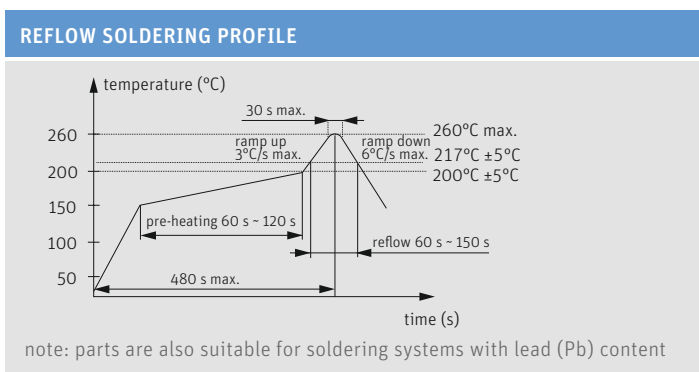 REFLOW SOLDERING PROFILE
temperature (°C)
30 s max.
260
260°C max.
ramp up
3°C/s max.
ramp down
6°C/s max.
217°C ±5°C
200
200°C ±5°C
150
pre-heating 60 s ~ 120 s
100
reflow 60 s ~ 150 s
50
480 s max.
time (s)
note: parts are also suitable for soldering systems with lead (Pb) content